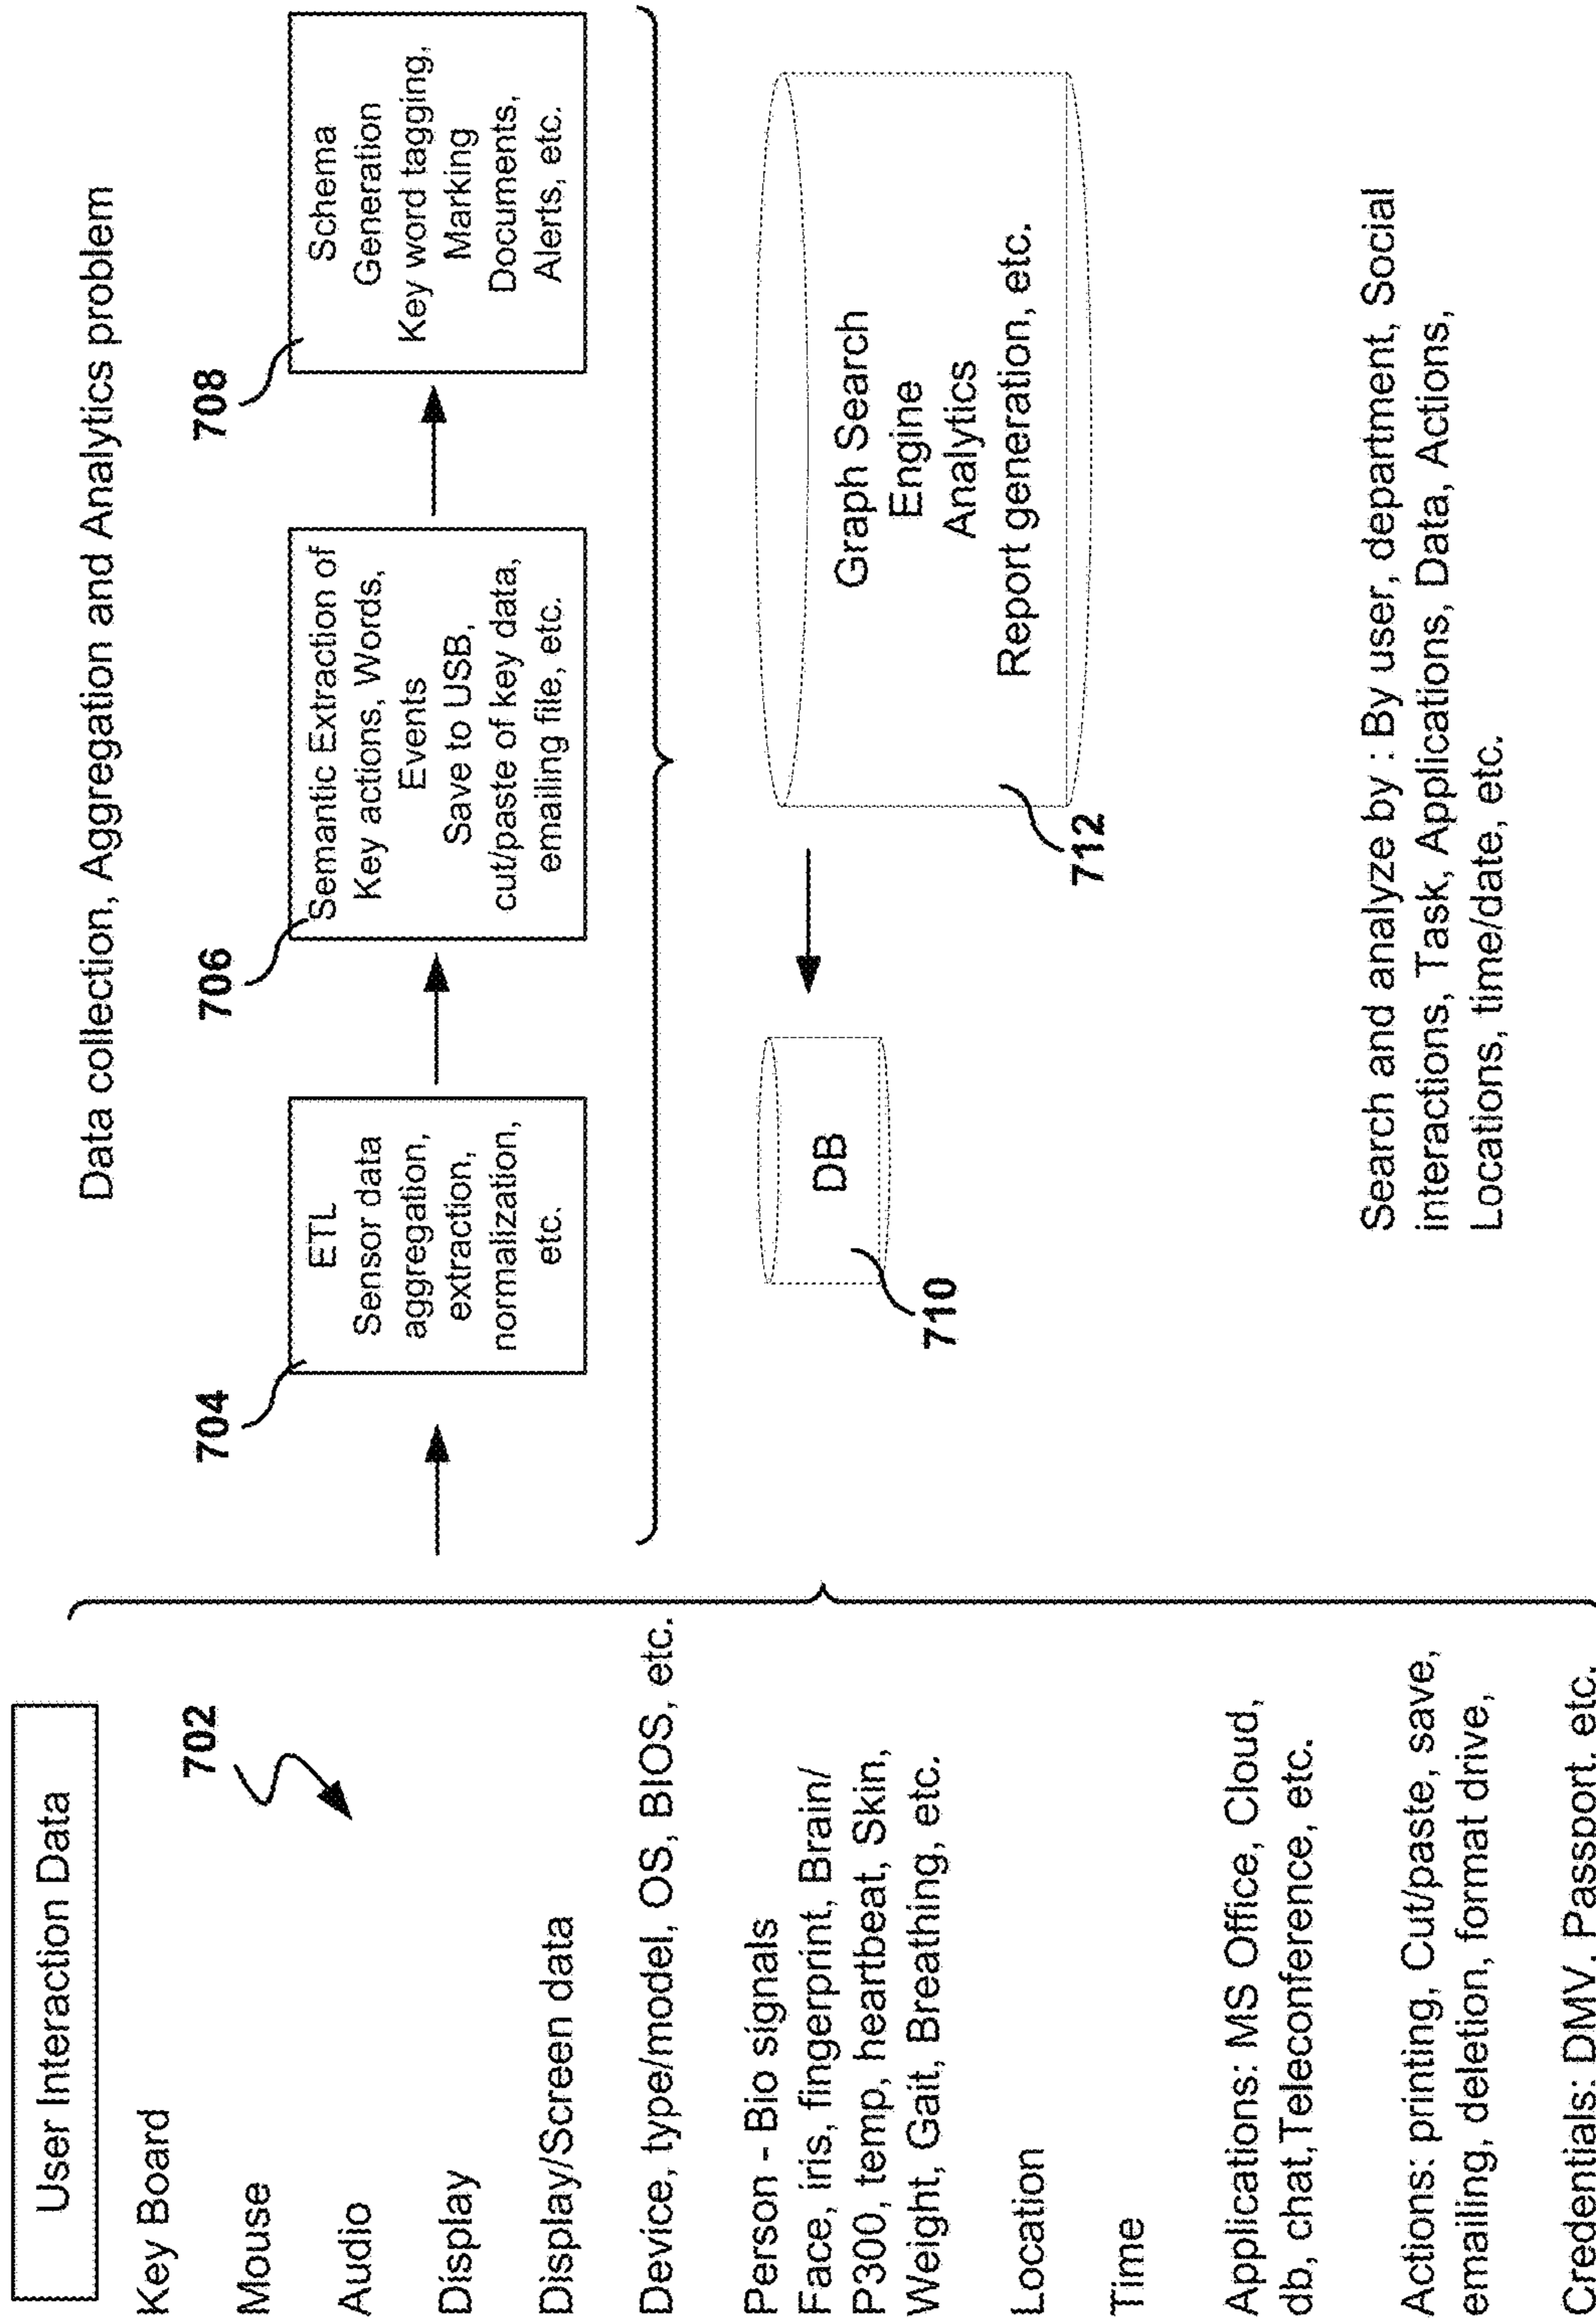 User Interaction Data
Key Board
702
Mouse
Audio
Display
Display/Screen data
Device, type/model, OS, BIOS, etc.
Person - Bio signals
Face, iris, fingerprint, Brain/
P300, temp, heartbeat, Skin,
Weight, Gait, Breathing, etc.
Location
Time
Applications: MS Office, Cloud,
db, chat,Teleconference, etc.
Actions: printing, Cut/paste, save,
emailing, deletion, format drive,
Credentials: DMV, Passport, etc.
Data collection, Aggregation and Analytics problem
704
ETL
Sensor data
aggregation,
extraction,
normalization,
etc.
706
Semantic Extraction of
Key actions, Words,
Events
Save to USB,
cut/paste of key data,
emailing file, etc.
708
Schema
Generation
Key word tagging,
Marking
Documents,
Alerts, etc.
DB
710
Graph Search
Engine
Analytics
Report generation, etc.
712
Search and analyze by : By user, department, Social
interactions, Task, Applications, Data, Actions,
Locations, time/date, etc.